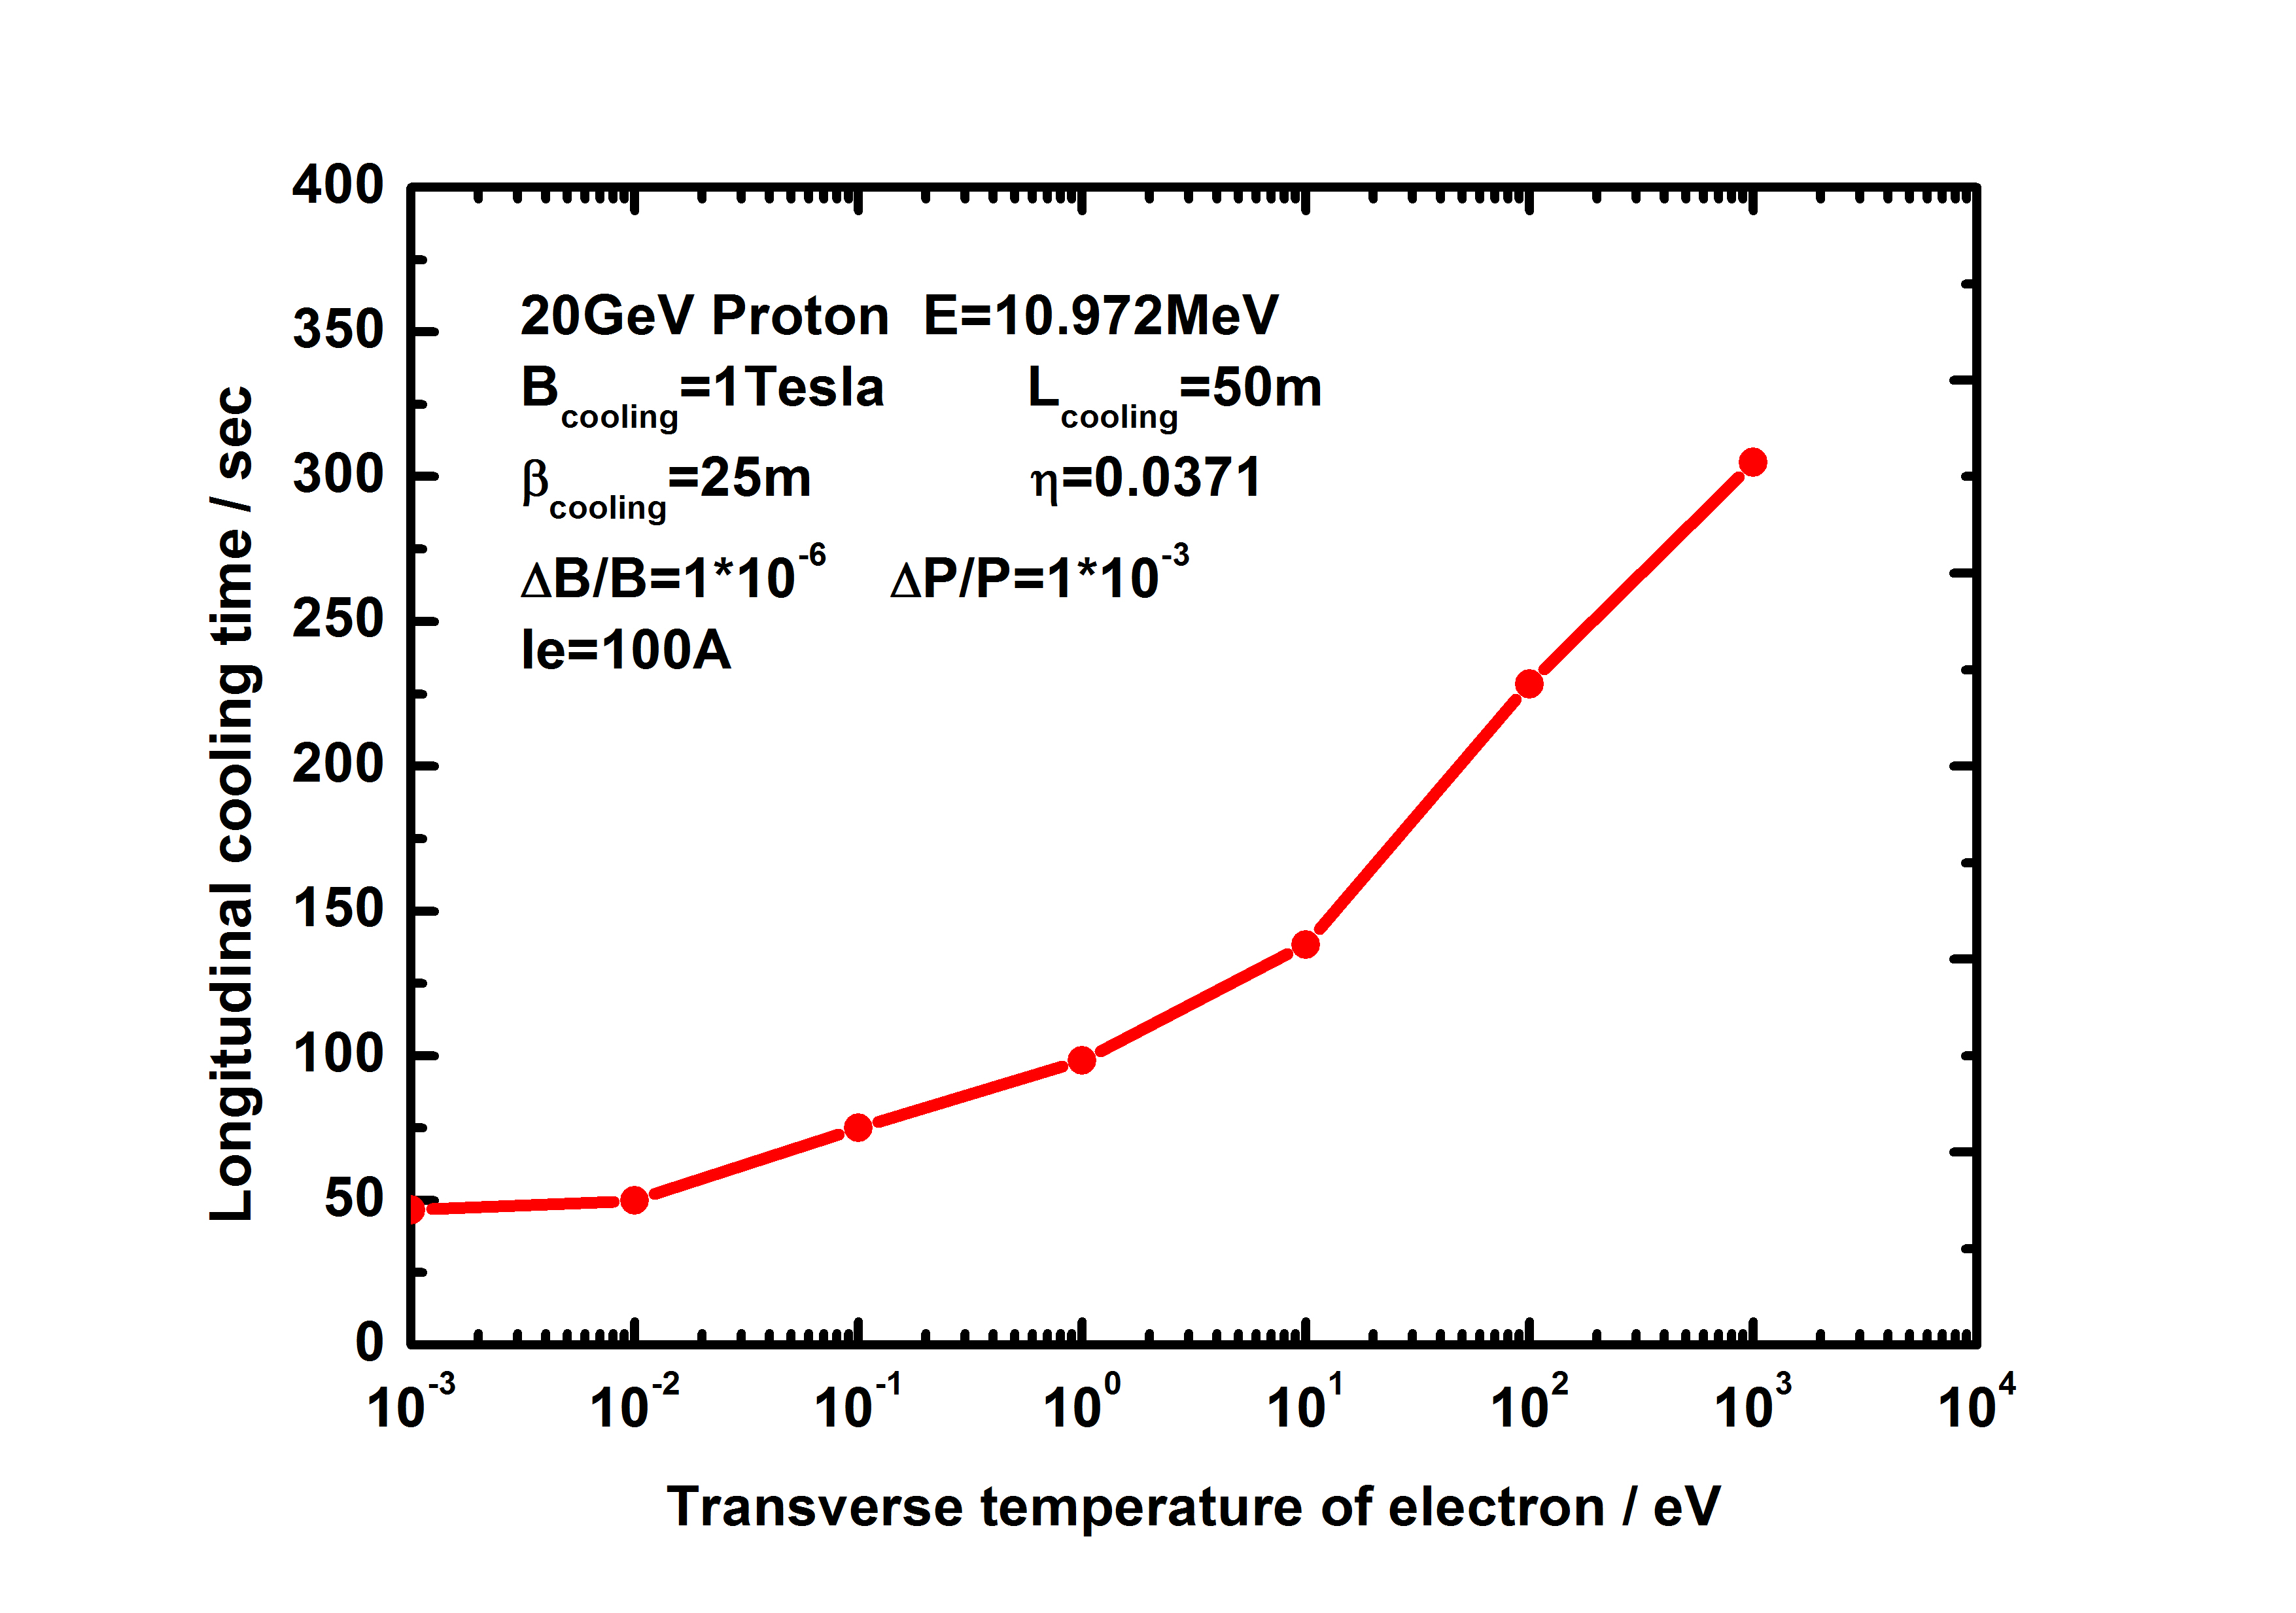 400
350
300
250
200
150
100
50
0
Longitudinal cooling time / sec
20GeV Proton E=10.972MeV
Bcooling=1Tesla Lcooling=50m
βcooling=25m η=0.0371
ΔB/B=1*10-6 ΔP/P=1*10-3
Ie=100A
10-3 10-2 10-1 100 101 102 103 104
Transverse temperature of electron / eV